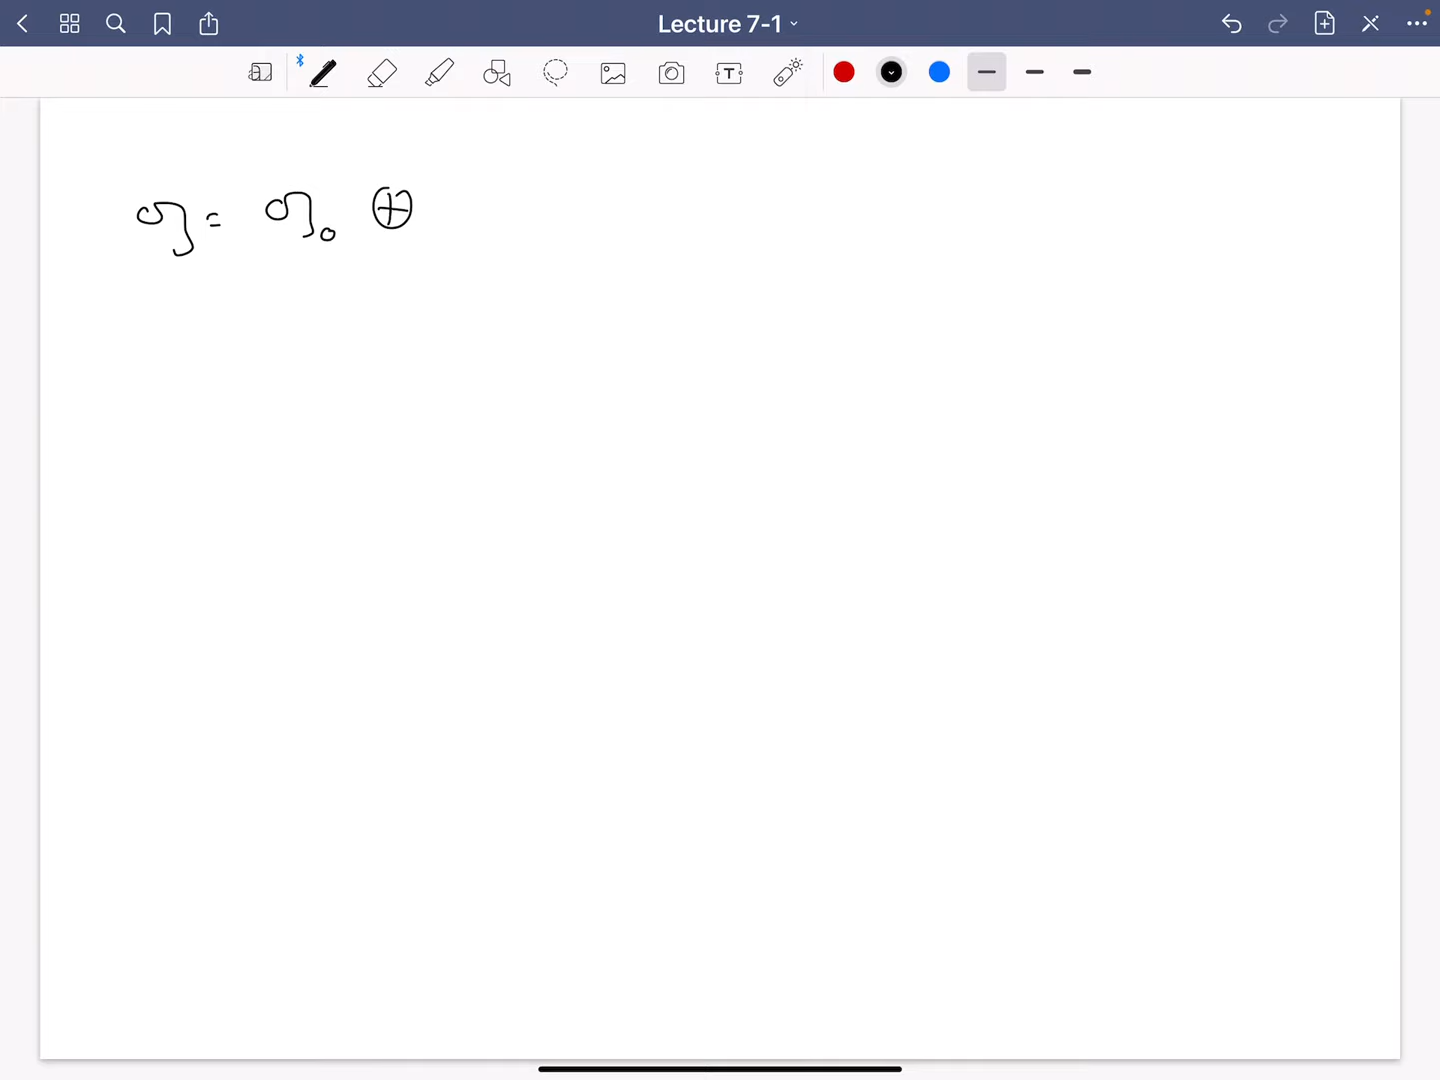 Lecture 7-1
𝔤 = 𝔤₀ ⊕